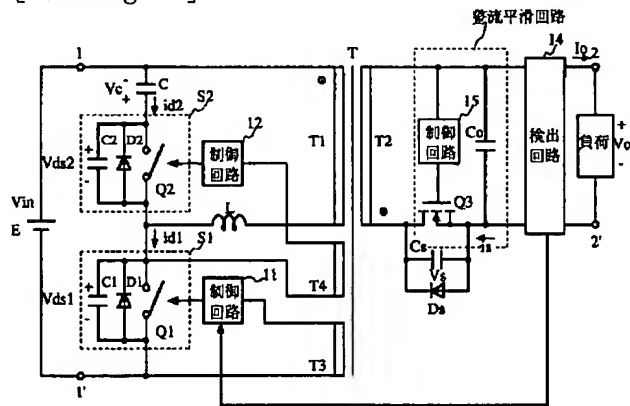 整流平滑回路
1
T
14
Io
2
Vc
-
+
C
id2
S2
C2
D2
Vds2
+
-
Q2
12
制御
回路
T1
T2
15
制御
回路
Co
検出
回路
負荷
+
Vo
-
Vin
E
L
Q3
id1
S1
Cs
is
2'
Vs
Ds
C1
D1
Vds1
+
-
Q1
11
制御
回路
T4
T3
1'